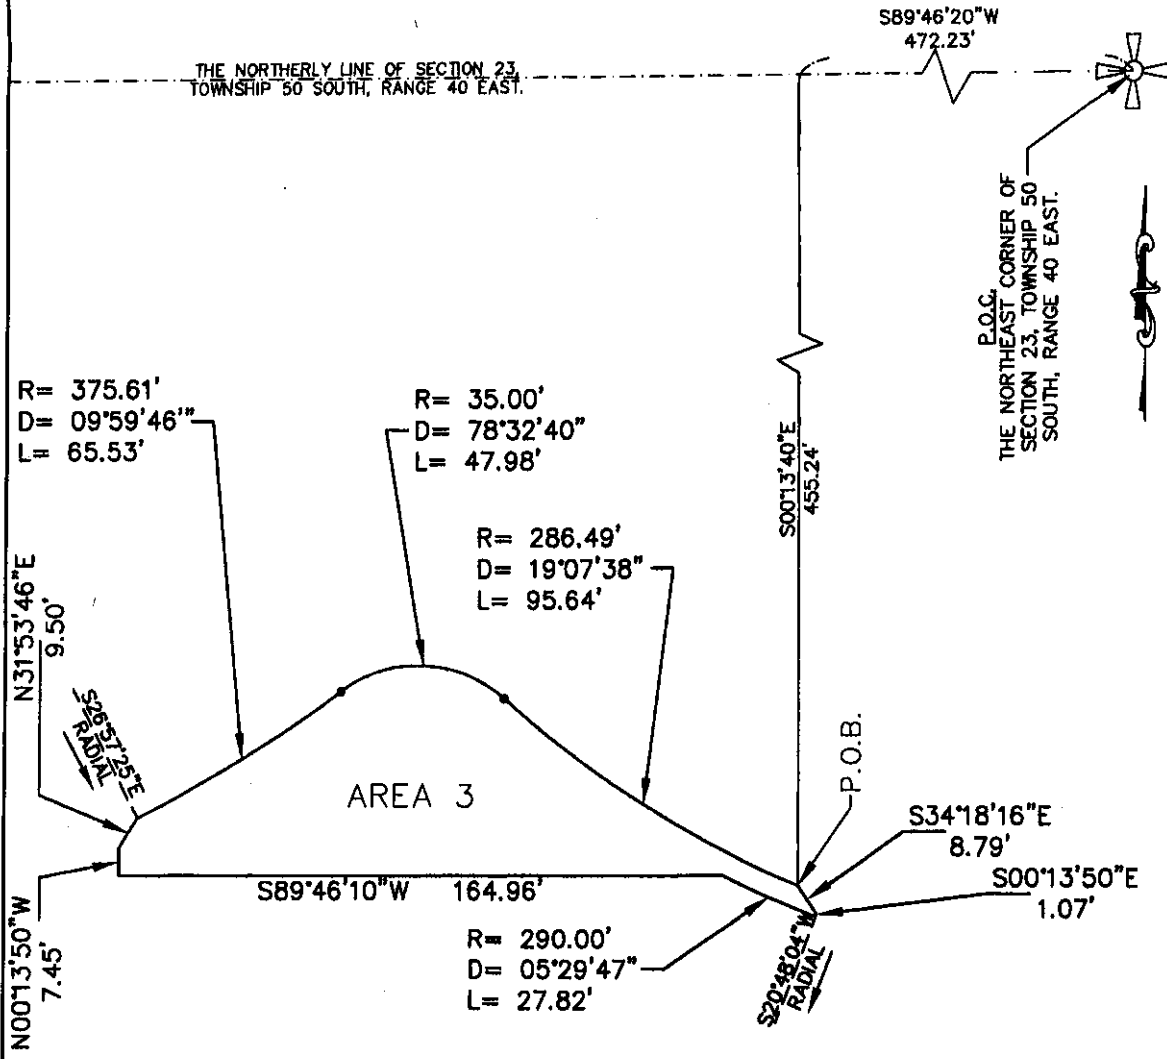 S89°46'20"W
472.23'
THE NORTHERLY LINE OF SECTION 23,
TOWNSHIP 50 SOUTH, RANGE 40 EAST.
P.O.C.
THE NORTHEAST CORNER OF
SECTION 23, TOWNSHIP 50
SOUTH, RANGE 40 EAST.
R= 375.61'
D= 09°59'46'"
L= 65.53'
R= 35.00'
D= 78°32'40"
L= 47.98'
S00°13'40"E
455.24'
R= 286.49'
D= 19°07'38"
L= 95.64'
N31°53'46"E
9.50'
S26°57'25"E
RADIAL
AREA 3
P.O.B.
S34°18'16"E
8.79'
S00°13'50"E
1.07'
S89°46'10"W 164.96'
N00°13'50"W
7.45'
R= 290.00'
D= 05°29'47"
L= 27.82'
S20°48'04"W
RADIAL